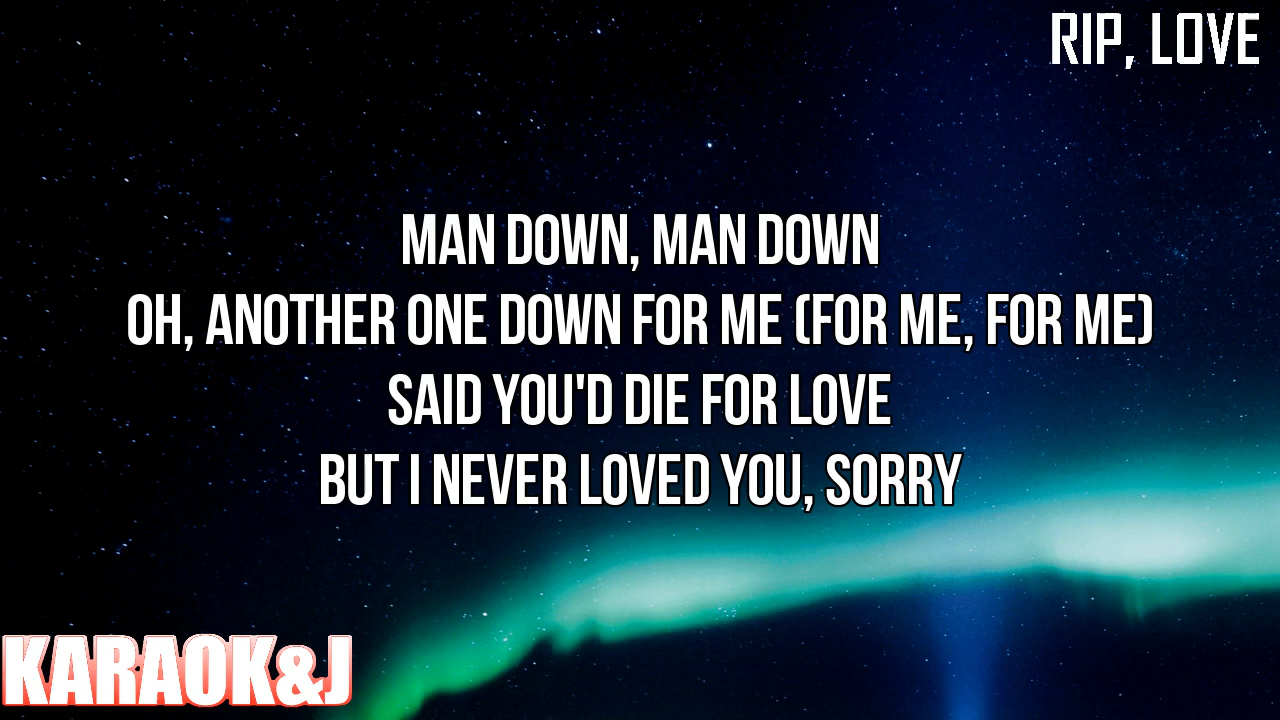 RIP, LOVE
MAN DOWN, MAN DOWN
OH, ANOTHER ONE DOWN FOR ME (FOR ME, FOR ME)
SAID YOU'D DIE FOR LOVE
BUT I NEVER LOVED YOU, SORRY
KARAOK&J